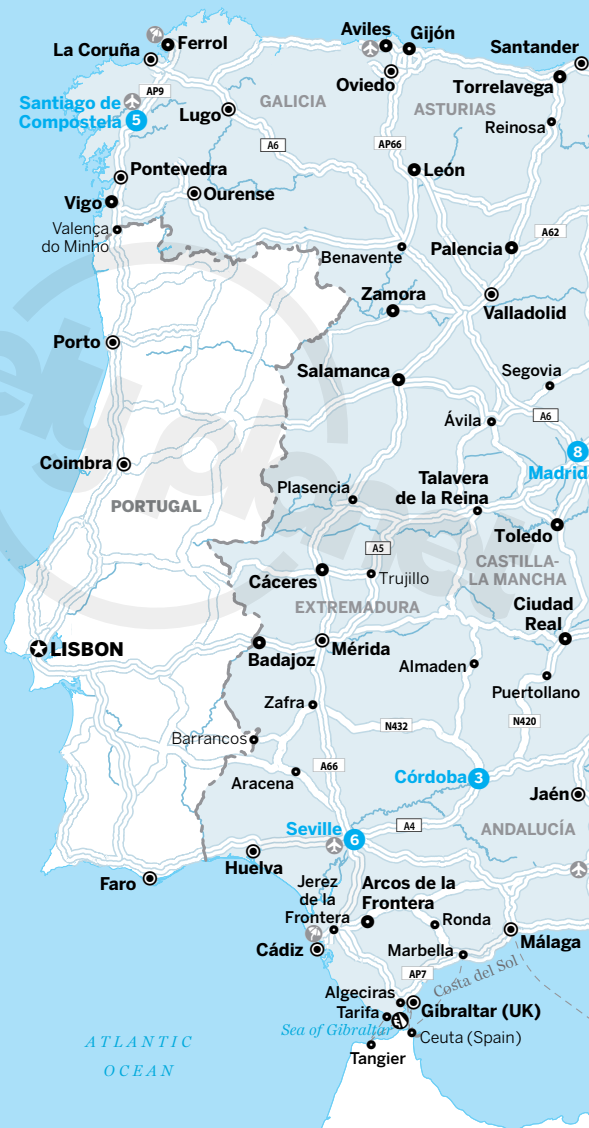 Aviles
Gijón
La Coruña
Ferrol
Santander
Oviedo
Torrelavega
AP9
Santiago de
Compostela
5
GALICIA
ASTURIAS
Lugo
Reinosa
A6
AP66
Pontevedra
León
Vigo
Ourense
Valença
do Minho
A62
Benavente
Palencia
Zamora
Valladolid
Porto
Salamanca
Segovia
Ávila
A6
8
Madrid
Coimbra
Plasencia
Talavera
de la Reina
PORTUGAL
Toledo
A5
Cáceres
Trujillo
CASTILLA-
LA MANCHA
EXTREMADURA
Ciudad
Real
LISBON
Badajoz
Mérida
Almaden
Puertollano
Zafra
N432
N420
Barrancos
A66
Aracena
Córdoba
3
Jaén
Seville
6
A4
ANDALUCÍA
Huelva
Faro
Jerez
de la
Frontera
Arcos de la
Frontera
Ronda
Cádiz
Marbella
Málaga
AP7
Costa del Sol
Algeciras
Gibraltar (UK)
Tarifa
Sea of Gibraltar
Ceuta (Spain)
Tangier
ATLANTIC
OCEAN